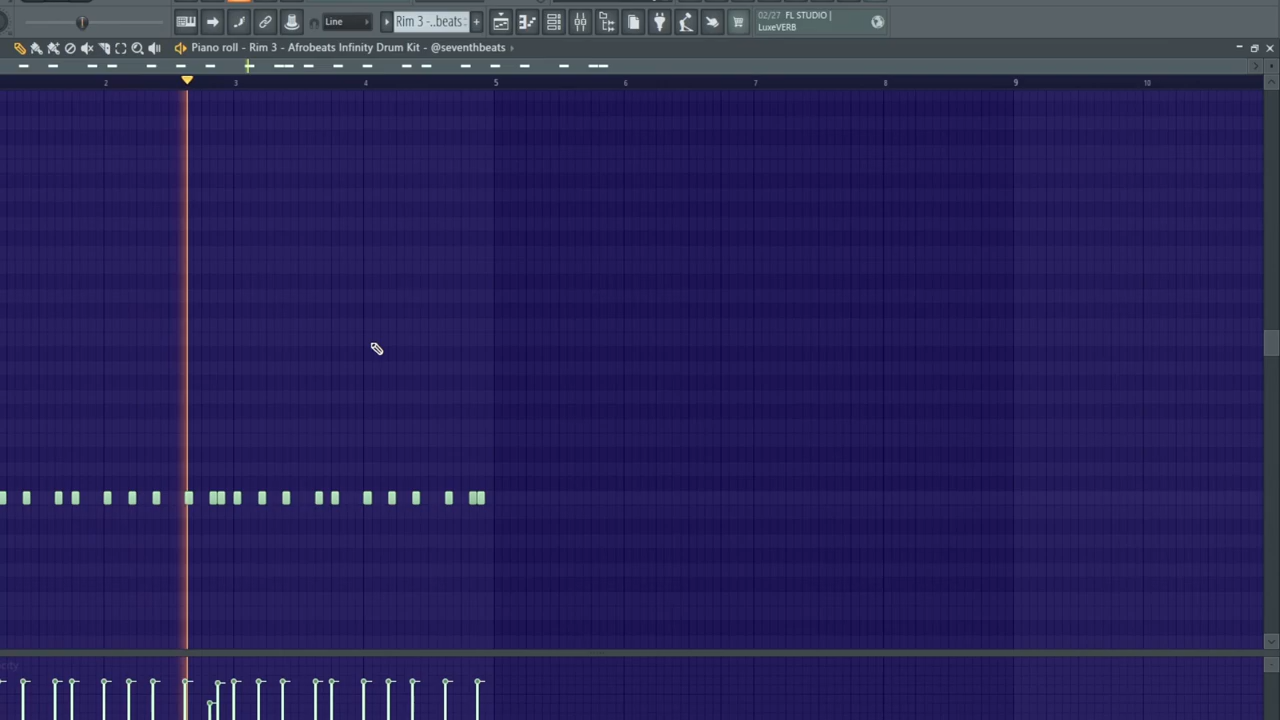 Line
Rim 3 -..beats
02/27 FL STUDIO |
LuxeVERB
Piano roll - Rim 3 - Afrobeats Infinity Drum Kit - @seventhbeats
2 3 4 5 6 7 8 9 10
ocity